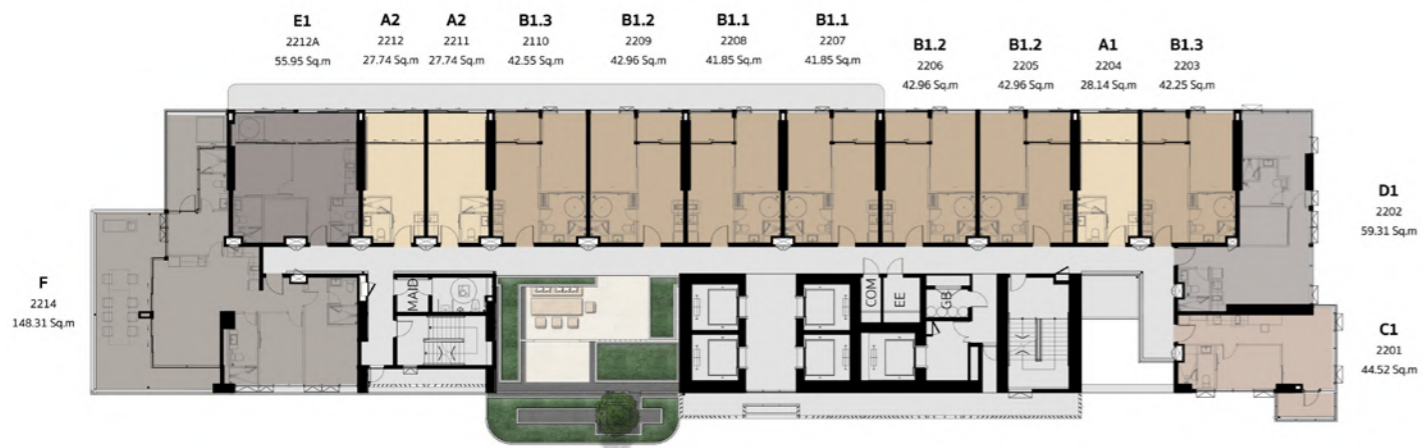 E1
2212A
55.95 Sq.m
A2
2212
27.74 Sq.m
A2
2211
27.74 Sq.m
B1.3
2110
42.55 Sq.m
B1.2
2209
42.96 Sq.m
B1.1
2208
41.85 Sq.m
B1.1
2207
41.85 Sq.m
B1.2
2206
42.96 Sq.m
B1.2
2205
42.96 Sq.m
A1
2204
28.14 Sq.m
B1.3
2203
42.25 Sq.m
D1
2202
59.31 Sq.m
F
2214
148.31 Sq.m
MAID
COM
EE
GB
C1
2201
44.52 Sq.m